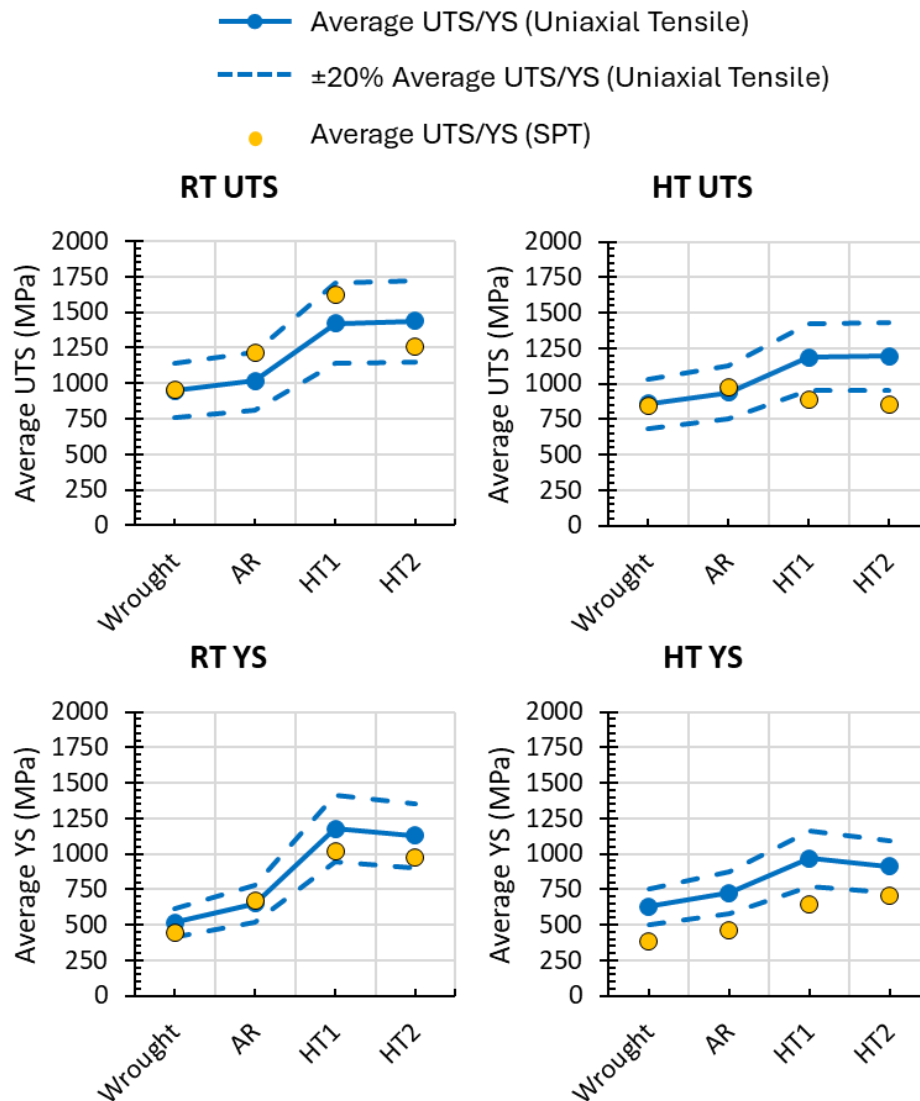 Average UTS/YS (Uniaxial Tensile)
±20% Average UTS/YS (Uniaxial Tensile)
Average UTS/YS (SPT)
RT UTS
Average UTS (MPa)
2000
1750
1500
1250
1000
750
500
250
0
Wrought
AR
HT1
HT2
HT UTS
Average UTS (MPa)
2000
1750
1500
1250
1000
750
500
250
0
Wrought
AR
HT1
HT2
RT YS
Average YS (MPa)
2000
1750
1500
1250
1000
750
500
250
0
Wrought
AR
HT1
HT2
HT YS
Average YS (MPa)
2000
1750
1500
1250
1000
750
500
250
0
Wrought
AR
HT1
HT2